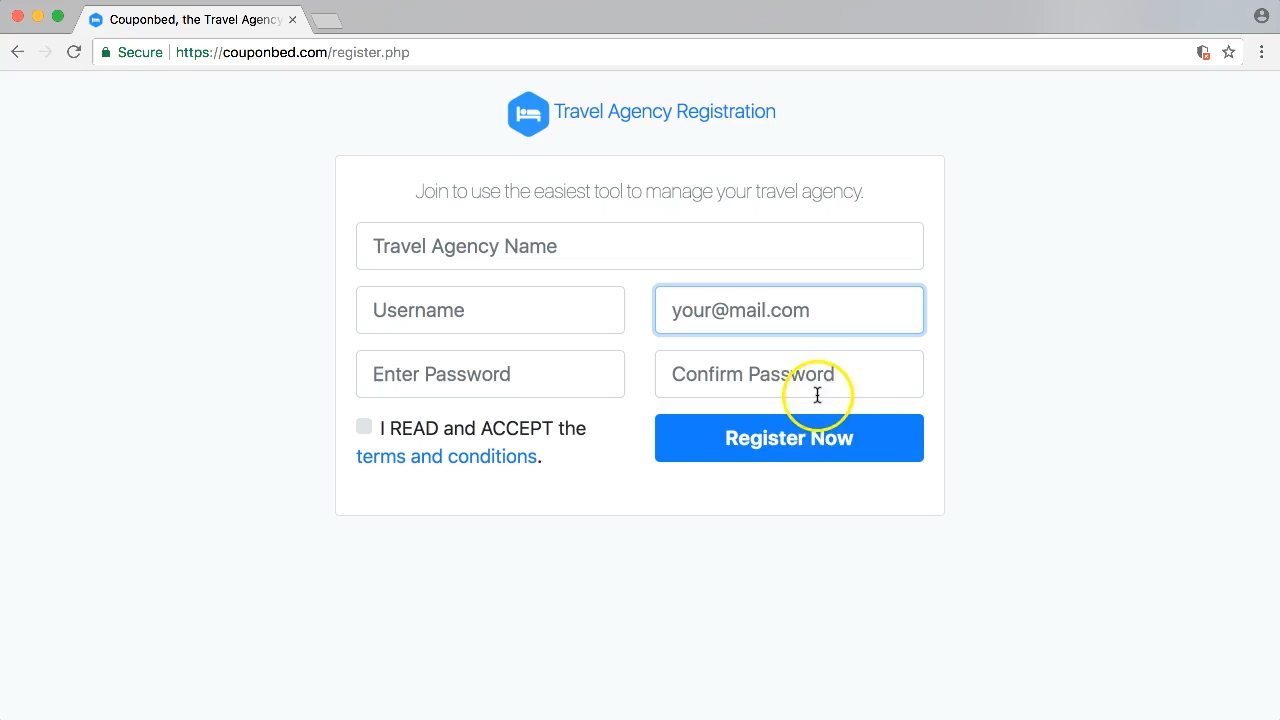 Couponbed, the Travel Agency
Secure https://couponbed.com/register.php
Travel Agency Registration
Join to use the easiest tool to manage your travel agency.
Travel Agency Name
Username
your@mail.com
Enter Password
Confirm Password
I READ and ACCEPT the
terms and conditions.
Register Now